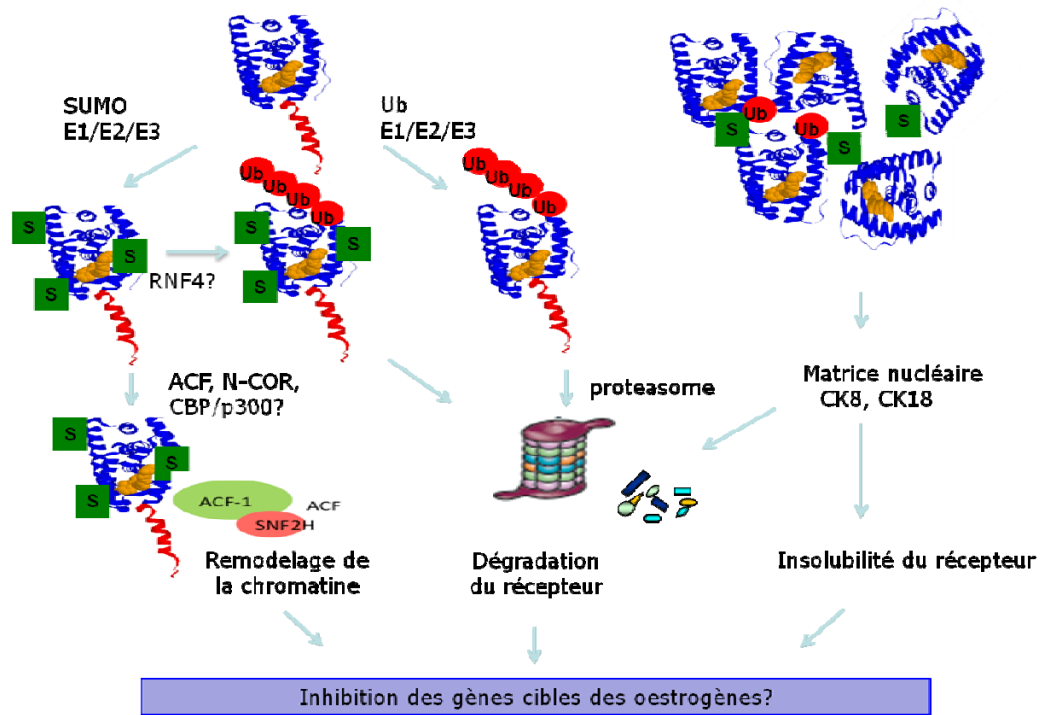 SUMO
E1/E2/E3
Ub
E1/E2/E3
Ub
Ub
Ub
Ub
Ub
Ub
Ub
Ub
Ub
Ub
S
S
S
S
S
S
S
S
RNF4?
S
S
S
ACF, N-COR,
CBP/p300?
ACF-1
ACF
SNF2H
proteasome
Matrice nucléaire
CK8, CK18
Remodelage de
la chromatine
Dégradation
du récepteur
Insolubilité du récepteur
Inhibition des gènes cibles des oestrogènes?